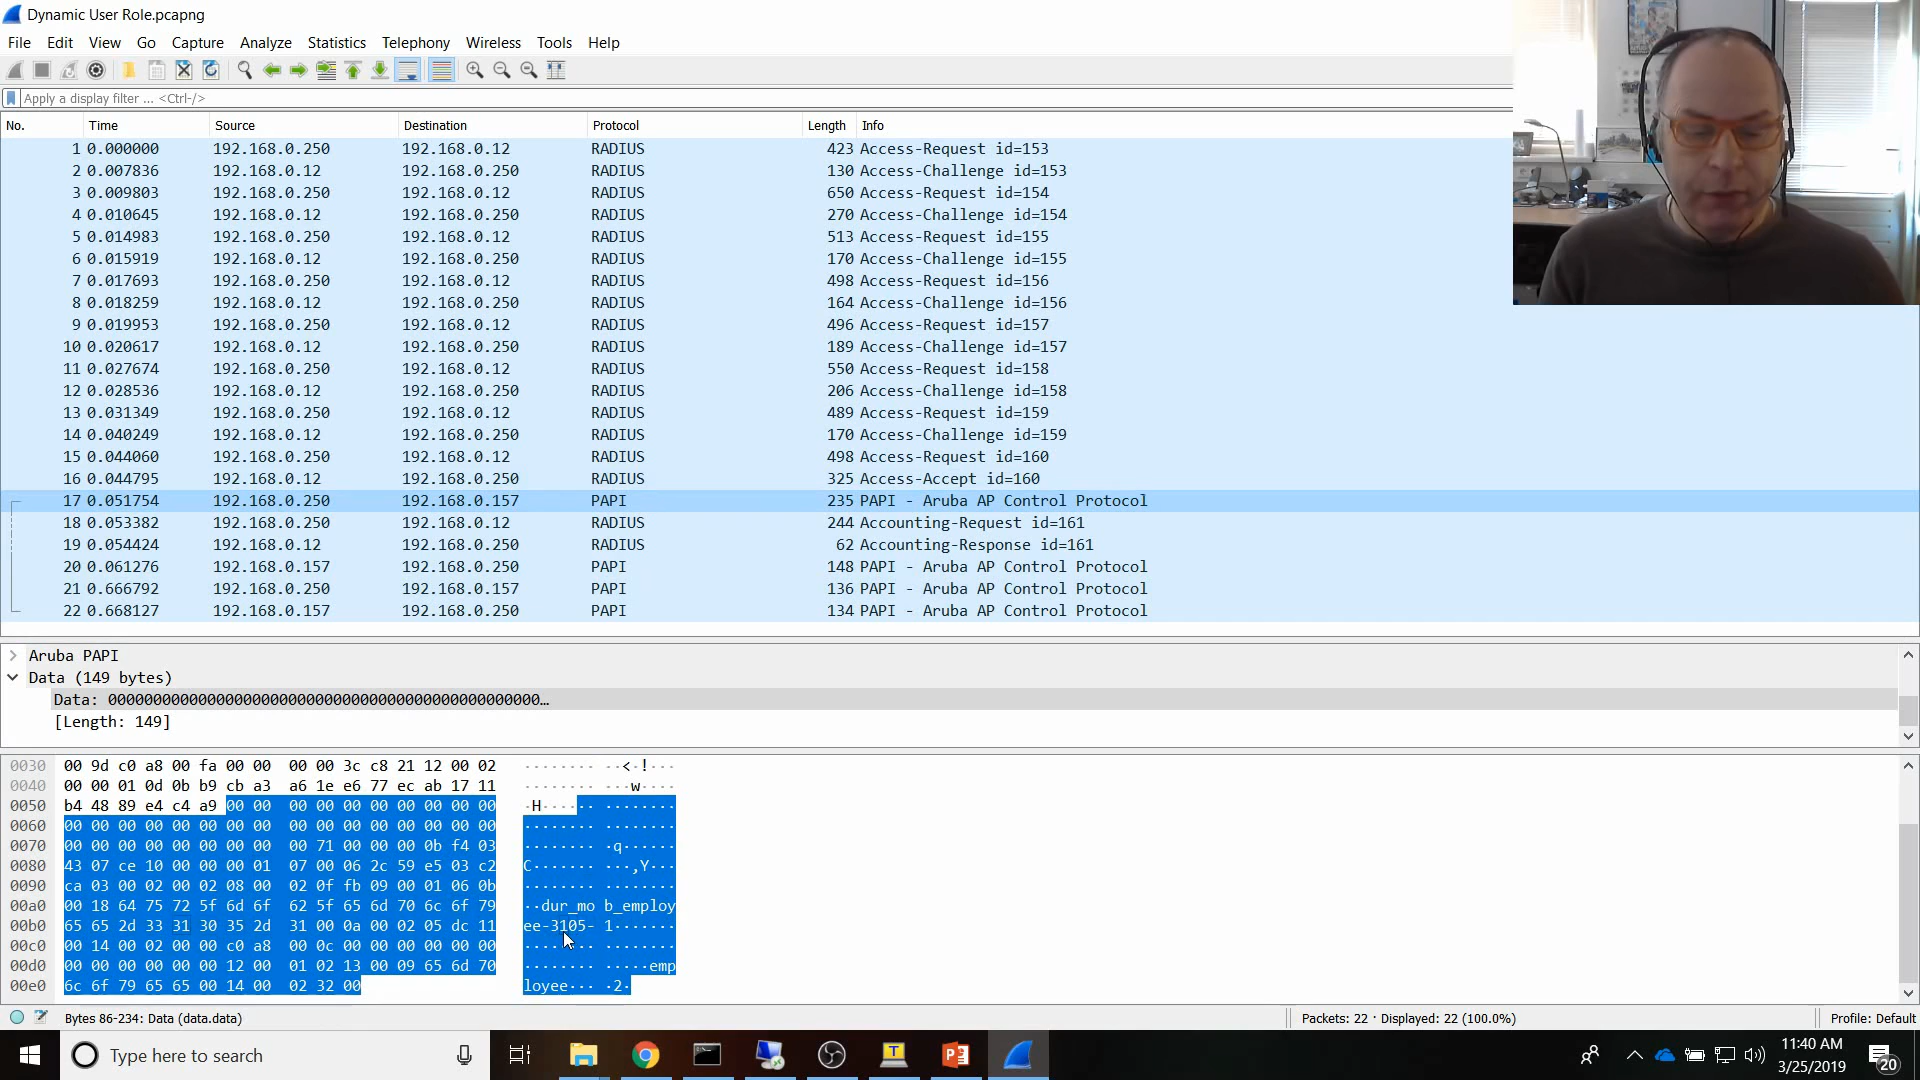 Dynamic User Role.pcapng
File Edit View Go Capture Analyze Statistics Telephony Wireless Tools Help
Apply a display filter ... <Ctrl-/>
No. Time Source Destination Protocol Length Info
1 0.000000 192.168.0.250 192.168.0.12 RADIUS 423 Access-Request id=153
2 0.007836 192.168.0.12 192.168.0.250 RADIUS 130 Access-Challenge id=153
3 0.009803 192.168.0.250 192.168.0.12 RADIUS 650 Access-Request id=154
4 0.010645 192.168.0.12 192.168.0.250 RADIUS 270 Access-Challenge id=154
5 0.014983 192.168.0.250 192.168.0.12 RADIUS 513 Access-Request id=155
6 0.015919 192.168.0.12 192.168.0.250 RADIUS 170 Access-Challenge id=155
7 0.017693 192.168.0.250 192.168.0.12 RADIUS 498 Access-Request id=156
8 0.018259 192.168.0.12 192.168.0.250 RADIUS 164 Access-Challenge id=156
9 0.019953 192.168.0.250 192.168.0.12 RADIUS 496 Access-Request id=157
10 0.020617 192.168.0.12 192.168.0.250 RADIUS 189 Access-Challenge id=157
11 0.027674 192.168.0.250 192.168.0.12 RADIUS 550 Access-Request id=158
12 0.028536 192.168.0.12 192.168.0.250 RADIUS 206 Access-Challenge id=158
13 0.031349 192.168.0.250 192.168.0.12 RADIUS 489 Access-Request id=159
14 0.040249 192.168.0.12 192.168.0.250 RADIUS 170 Access-Challenge id=159
15 0.044060 192.168.0.250 192.168.0.12 RADIUS 498 Access-Request id=160
16 0.044795 192.168.0.12 192.168.0.250 RADIUS 325 Access-Accept id=160
17 0.051754 192.168.0.250 192.168.0.157 PAPI 235 PAPI - Aruba AP Control Protocol
18 0.053382 192.168.0.250 192.168.0.12 RADIUS 244 Accounting-Request id=161
19 0.054424 192.168.0.12 192.168.0.250 RADIUS 62 Accounting-Response id=161
20 0.061276 192.168.0.157 192.168.0.250 PAPI 148 PAPI - Aruba AP Control Protocol
21 0.666792 192.168.0.250 192.168.0.157 PAPI 136 PAPI - Aruba AP Control Protocol
22 0.668127 192.168.0.157 192.168.0.250 PAPI 134 PAPI - Aruba AP Control Protocol
Aruba PAPI
Data (149 bytes)
Data: 000000000000000000000000000000000000000000000000…
[Length: 149]
0030 00 9d c0 a8 00 fa 00 00 00 00 3c c8 21 12 00 02 ········ ··<·!···
0040 00 00 01 0d 0b b9 cb a3 a6 1e e6 77 ec ab 17 11 ········ ···w····
0050 b4 48 89 e4 c4 a9 00 00 00 00 00 00 00 00 00 00 ·H······ ········
0060 00 00 00 00 00 00 00 00 00 00 00 00 00 00 00 00 ········ ········
0070 00 00 00 00 00 00 00 00 00 71 00 00 00 0b f4 03 ········ ·q······
0080 43 07 ce 10 00 00 00 01 07 00 06 2c 59 e5 03 c2 C······· ···,Y···
0090 ca 03 00 02 00 02 08 00 02 0f fb 09 00 01 06 0b ········ ········
00a0 00 18 64 75 72 5f 6d 6f 62 5f 65 6d 70 6c 6f 79 ··dur_mo b_employ
00b0 65 65 2d 33 31 30 35 2d 31 00 0a 00 02 05 dc 11 ee-3105- 1·······
00c0 00 14 00 02 00 00 c0 a8 00 0c 00 00 00 00 00 00 ········ ········
00d0 00 00 00 00 00 00 12 00 01 02 13 00 09 65 6d 70 ········ ·····emp
00e0 6c 6f 79 65 65 00 14 00 02 32 00 loyee··· ·2·
Bytes 86-234: Data (data.data) Packets: 22 · Displayed: 22 (100.0%) Profile: Default
Type here to search
11:40 AM
3/25/2019
20